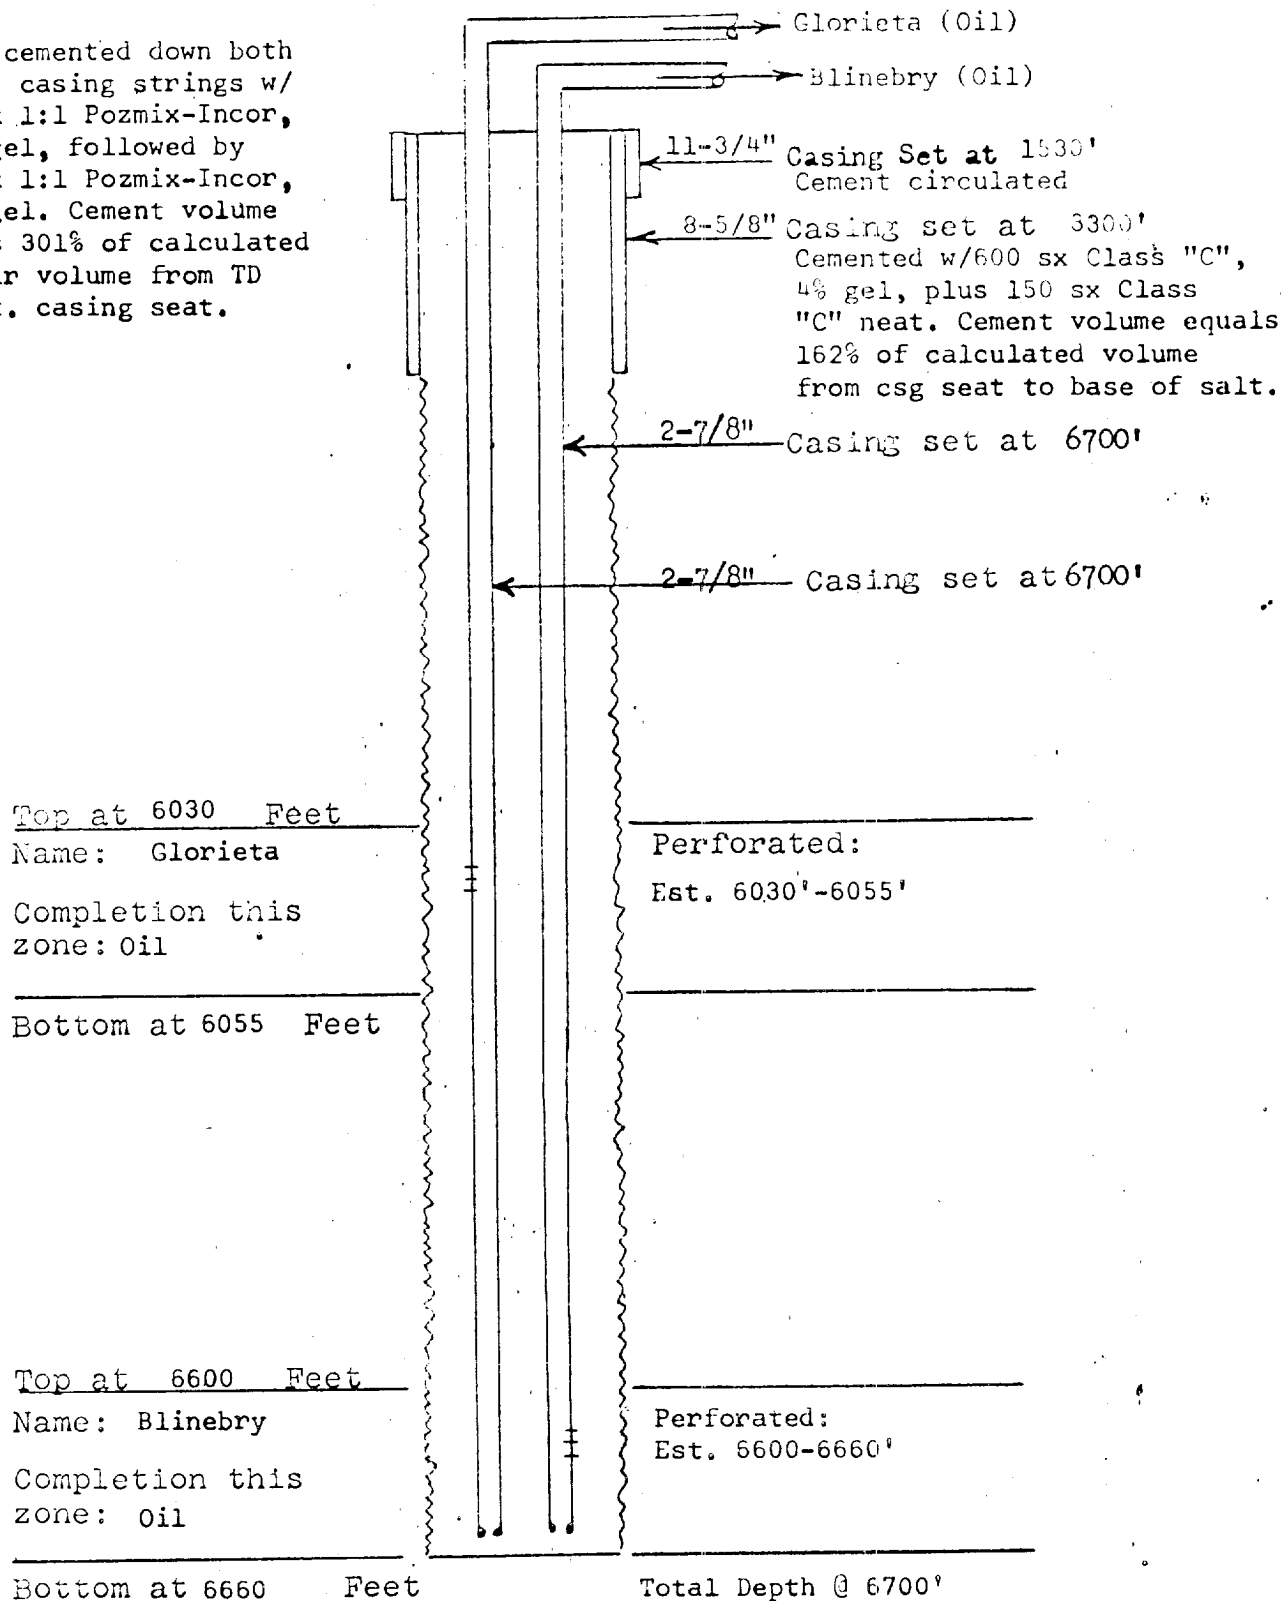 cemented down both
casing strings w/
1:1 Pozmix-Incor,
gel, followed by
1:1 Pozmix-Incor,
gel. Cement volume
301% of calculated
volume from TD
casing seat.
Glorieta (Oil)
Blinebry (Oil)
11-3/4" Casing Set at 1530'
Cement circulated
8-5/8" Casing set at 3300'
Cemented w/600 sx Class "C",
4% gel, plus 150 sx Class
"C" neat. Cement volume equals
162% of calculated volume
from csg seat to base of salt.
2-7/8" Casing set at 6700'
2-7/8" Casing set at 6700'
Top at 6030 Feet
Name: Glorieta
Completion this
zone: Oil
Bottom at 6055 Feet
Perforated:
Est. 6030'-6055'
Top at 6600 Feet
Name: Blinebry
Completion this
zone: Oil
Bottom at 6660 Feet
Perforated:
Est. 6600-6660'
Total Depth @ 6700'